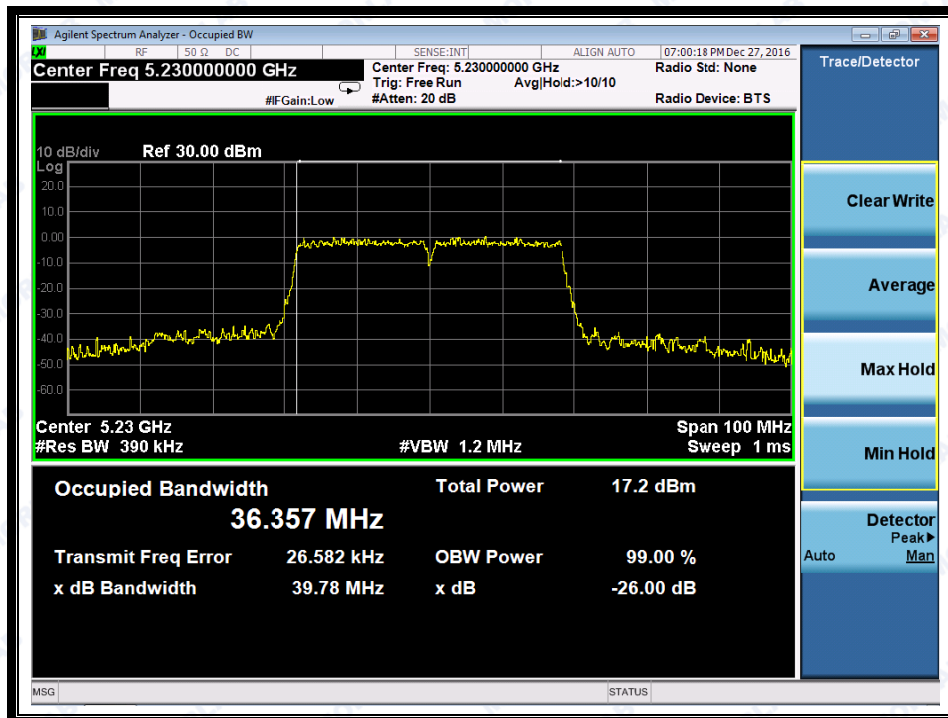 Agilent Spectrum Analyzer - Occupied BW
LXI RF 50 Ω DC SENSE:INT ALIGN AUTO 07:00:18 PM Dec 27, 2016
Center Freq 5.230000000 GHz
Center Freq: 5.230000000 GHz
Radio Std: None
Trig: Free Run Avg|Hold:>10/10
#IFGain:Low #Atten: 20 dB Radio Device: BTS
10 dB/div Ref 30.00 dBm
Log
20.0
10.0
0.00
-10.0
-20.0
-30.0
-40.0
-50.0
-60.0
Center 5.23 GHz Span 100 MHz
#Res BW 390 kHz #VBW 1.2 MHz Sweep 1 ms
Occupied Bandwidth Total Power 17.2 dBm
36.357 MHz
Transmit Freq Error 26.582 kHz OBW Power 99.00 %
x dB Bandwidth 39.78 MHz x dB -26.00 dB
MSG STATUS
Trace/Detector
Clear Write
Average
Max Hold
Min Hold
Detector
Peak▶
Auto Man